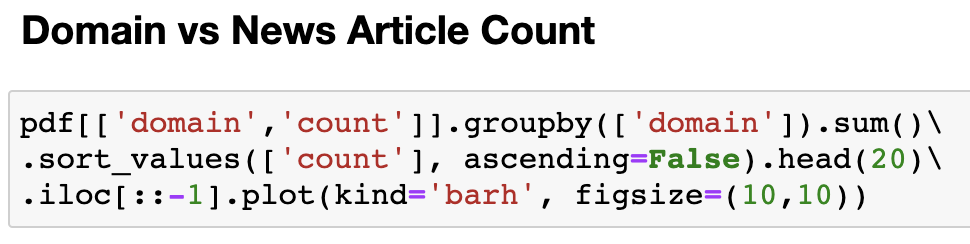 Domain vs News Article Count
pdf[['domain','count']].groupby(['domain']).sum()\
.sort_values(['count'], ascending=False).head(20)\
.iloc[::-1].plot(kind='barh', figsize=(10,10))